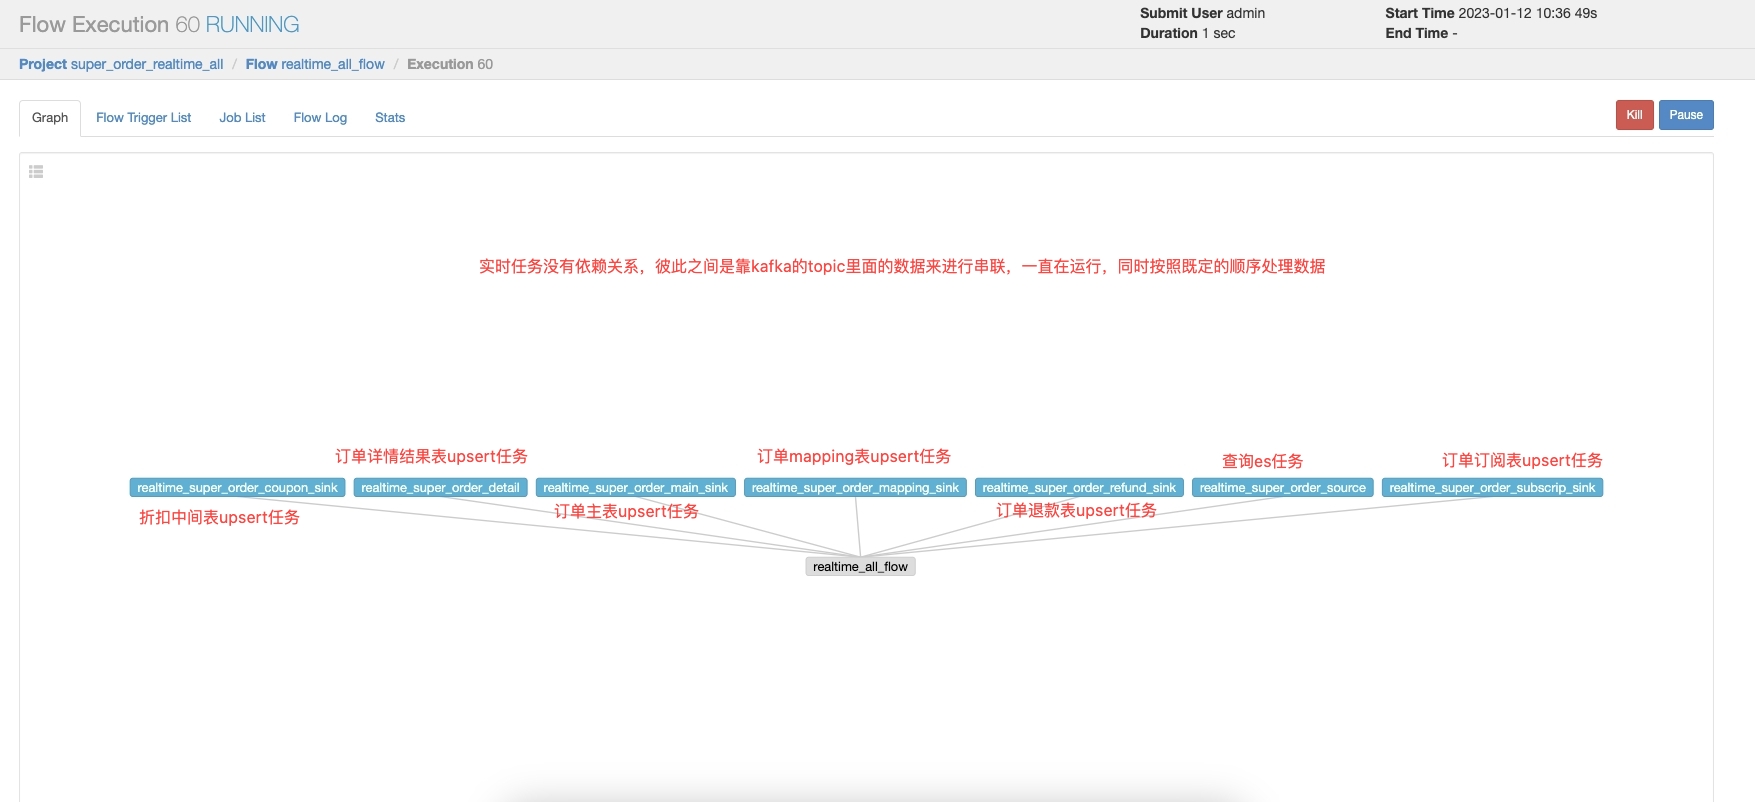 Flow Execution 60 RUNNING
Submit User admin
Duration 1 sec
Start Time 2023-01-12 10:36 49s
End Time -
Project super_order_realtime_all / Flow realtime_all_flow / Execution 60
Graph Flow Trigger List Job List Flow Log Stats
Kill Pause
实时任务没有依赖关系，彼此之间是靠kafka的topic里面的数据来进行串联，一直在运行，同时按照既定的顺序处理数据
订单详情结果表upsert任务 订单mapping表upsert任务 查询es任务 订单订阅表upsert任务
realtime_super_order_coupon_sink realtime_super_order_detail realtime_super_order_main_sink realtime_super_order_mapping_sink realtime_super_order_refund_sink realtime_super_order_source realtime_super_order_subscrip_sink
折扣中间表upsert任务 订单主表upsert任务 订单退款表upsert任务
realtime_all_flow